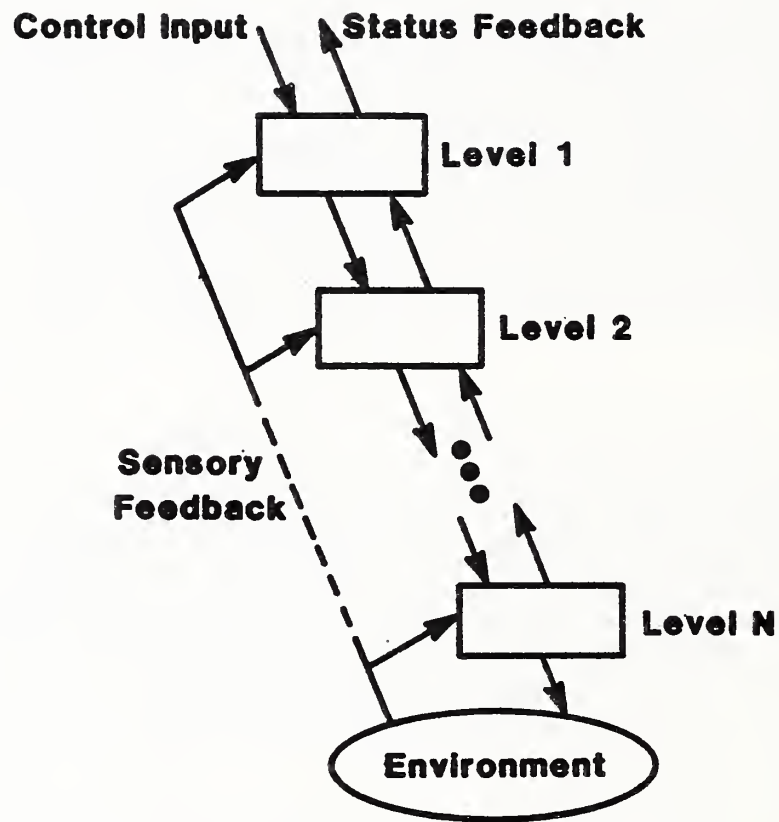 Control Input
Status Feedback
Level 1
Level 2
Sensory
Feedback
Level N
Environment